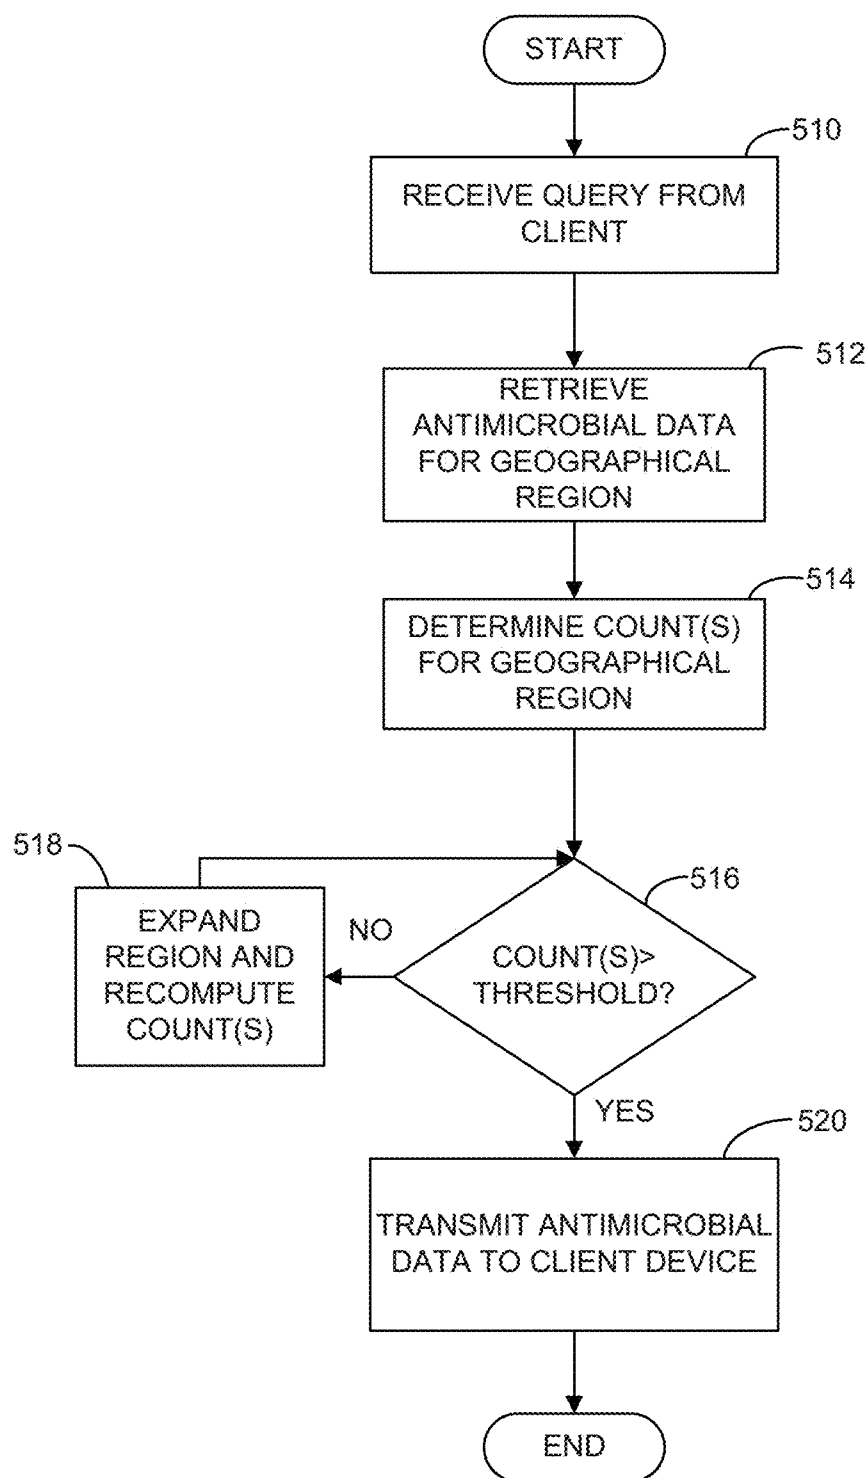 START
510
RECEIVE QUERY FROM
CLIENT
512
RETRIEVE
ANTIMICROBIAL DATA
FOR GEOGRAPHICAL
REGION
514
DETERMINE COUNT(S)
FOR GEOGRAPHICAL
REGION
518
516
EXPAND
REGION AND
RECOMPUTE
COUNT(S)
NO
COUNT(S)>
THRESHOLD?
YES
520
TRANSMIT ANTIMICROBIAL
DATA TO CLIENT DEVICE
END